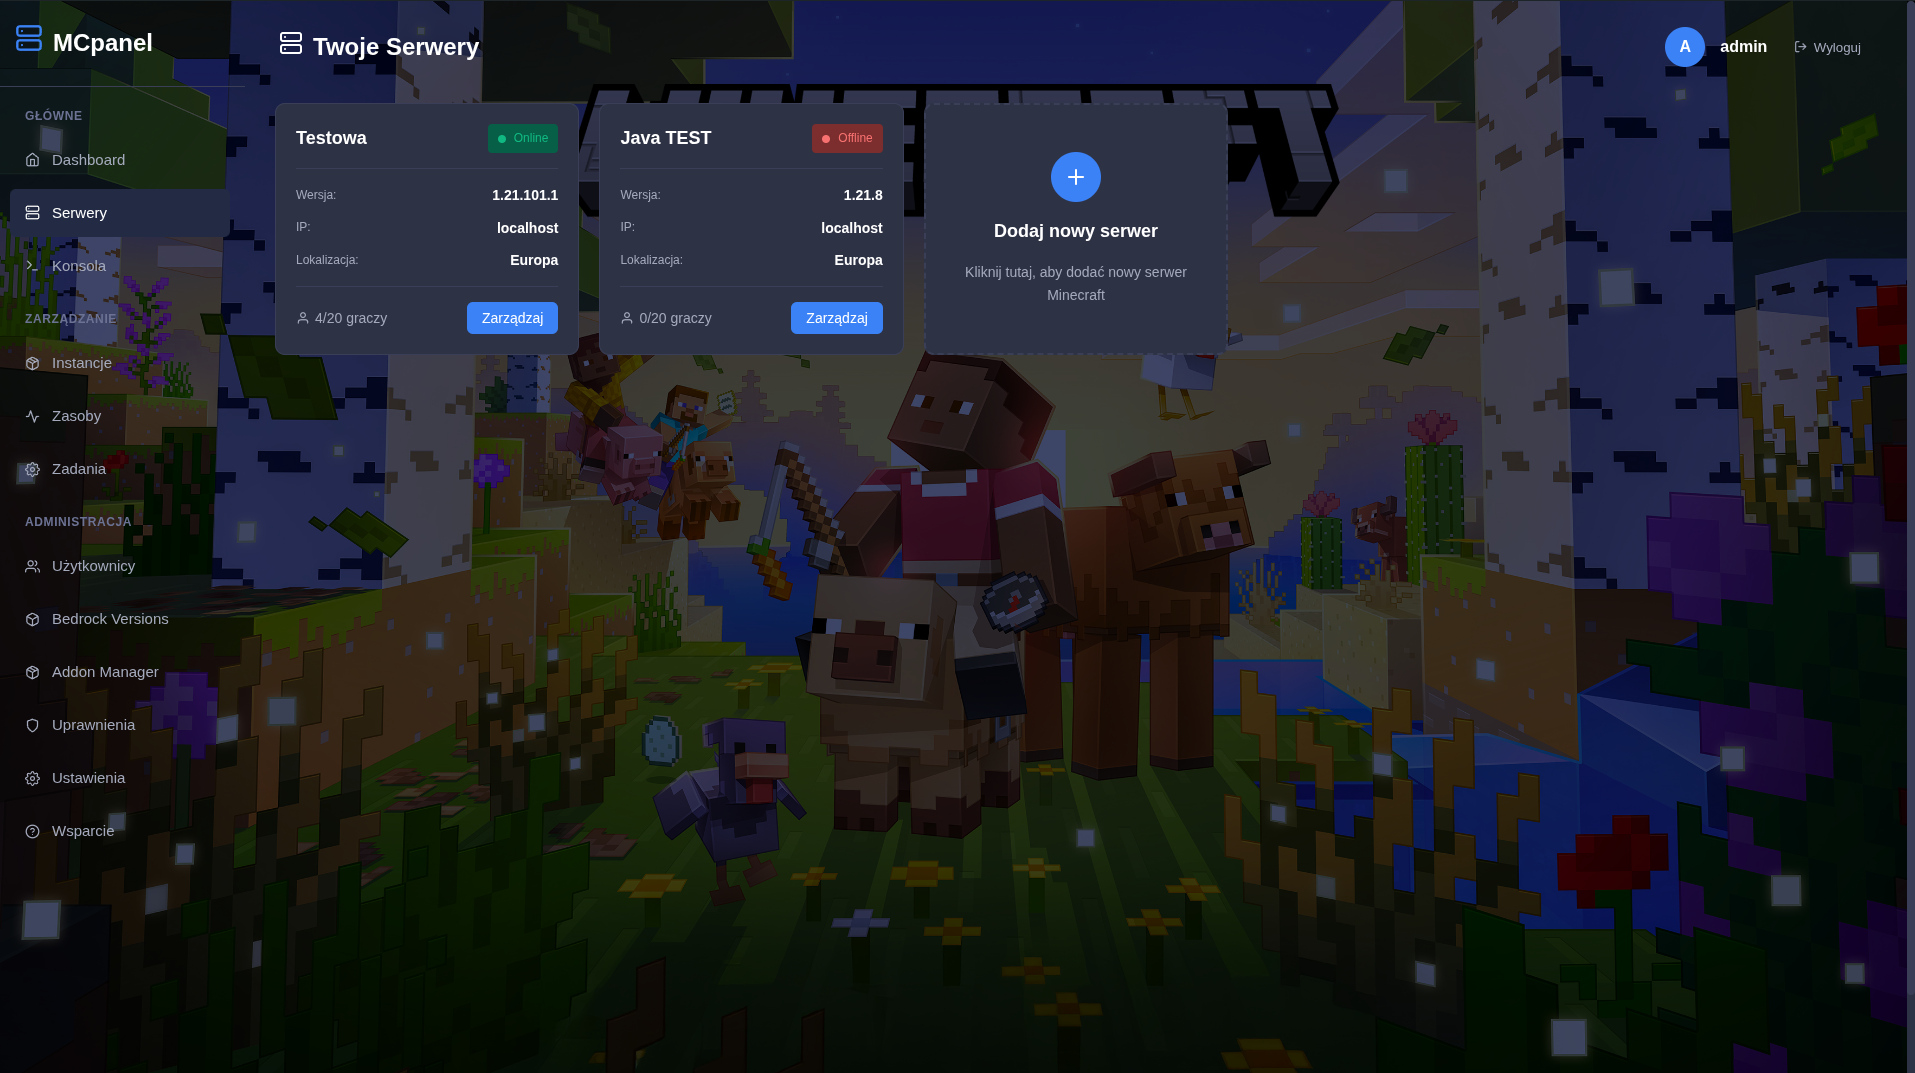 MCpanel
Twoje Serwery
A
admin
Wyloguj
GŁÓWNE
Dashboard
Serwery
Konsola
ZARZĄDZANIE
Instancje
Zasoby
Zadania
ADMINISTRACJA
Użytkownicy
Bedrock Versions
Addon Manager
Uprawnienia
Ustawienia
Wsparcie
Testowa
Online
Wersja:
1.21.101.1
IP:
localhost
Lokalizacja:
Europa
4/20 graczy
Zarządzaj
Java TEST
Offline
Wersja:
1.21.8
IP:
localhost
Lokalizacja:
Europa
0/20 graczy
Zarządzaj
Dodaj nowy serwer
Kliknij tutaj, aby dodać nowy serwer
Minecraft